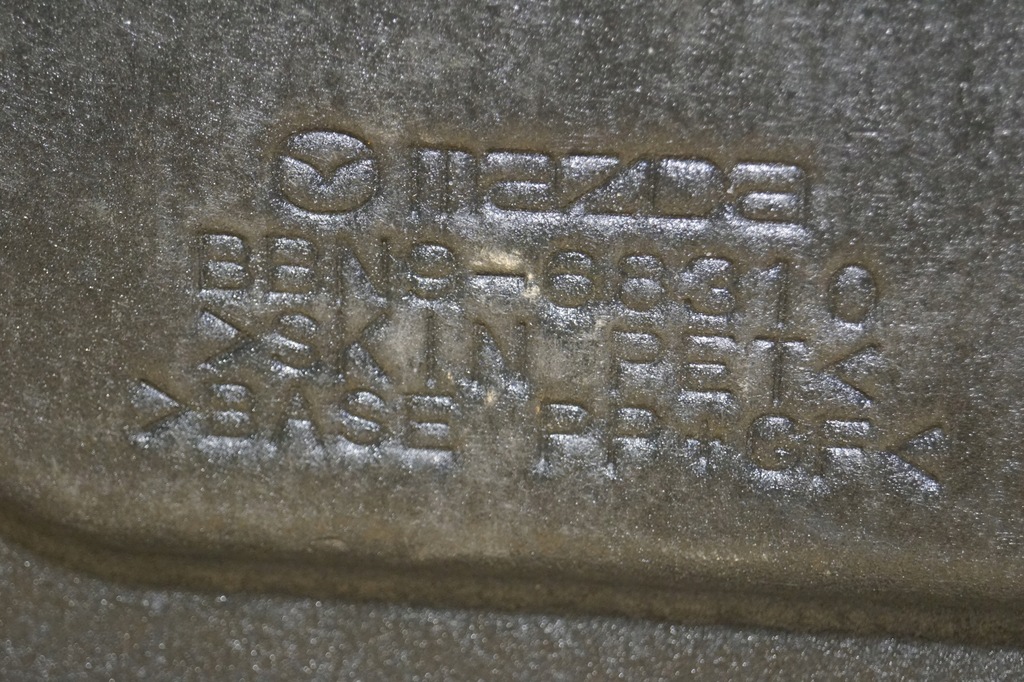 mazda
BBN9-68310
>SKIN PET<
>BASE PP+GF<